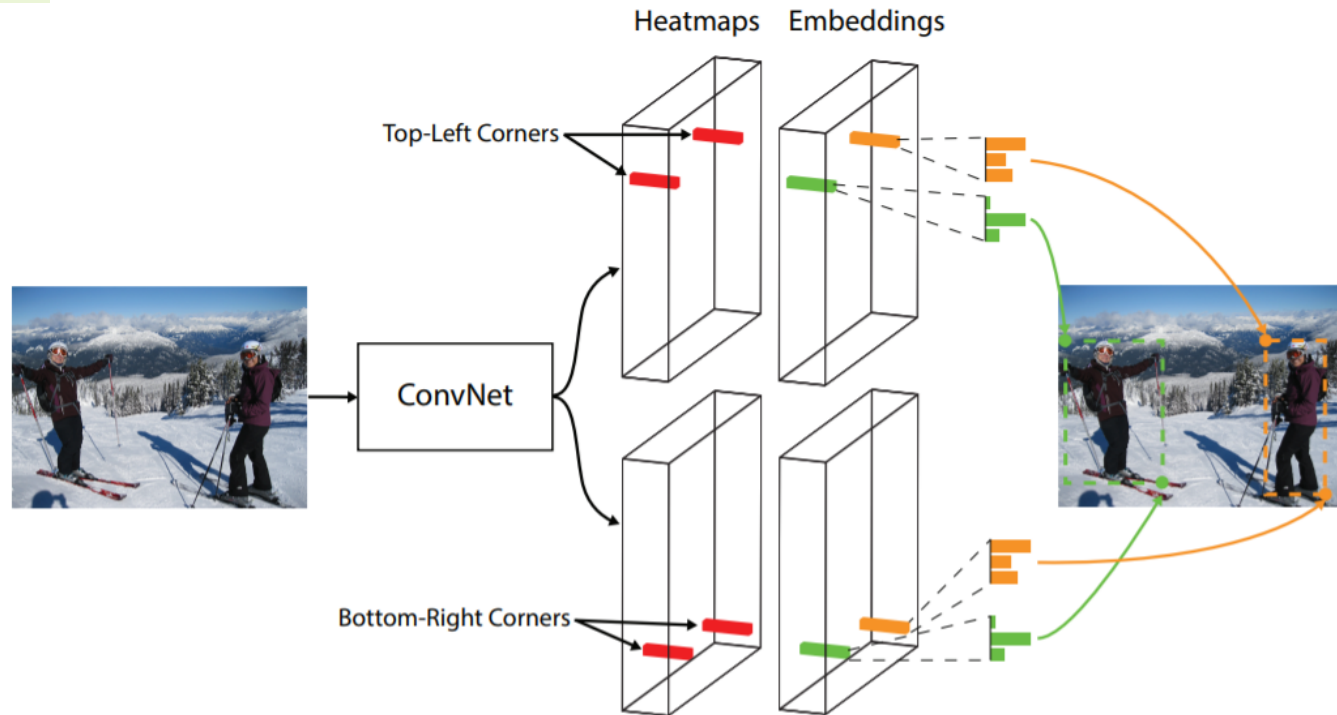 Heatmaps
Embeddings
Top-Left Corners
ConvNet
Bottom-Right Corners